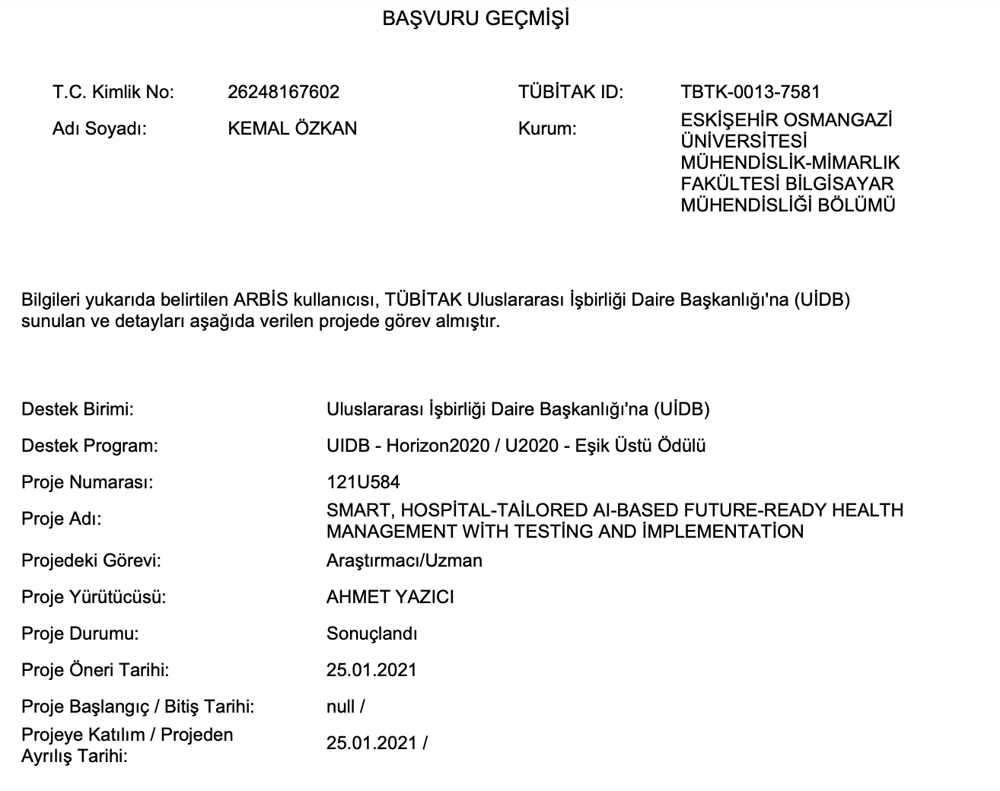 BAŞVURU GEÇMİŞİ
T.C. Kimlik No: 26248167602 TÜBİTAK ID: TBTK-0013-7581
Adı Soyadı: KEMAL ÖZKAN Kurum: ESKİŞEHİR OSMANGAZİ
ÜNİVERSİTESİ
MÜHENDİSLİK-MİMARLIK
FAKÜLTESİ BİLGİSAYAR
MÜHENDİSLİĞİ BÖLÜMÜ
Bilgileri yukarıda belirtilen ARBİS kullanıcısı, TÜBİTAK Uluslararası İşbirliği Daire Başkanlığı'na (UİDB)
sunulan ve detayları aşağıda verilen projede görev almıştır.
Destek Birimi: Uluslararası İşbirliği Daire Başkanlığı'na (UİDB)
Destek Program: UIDB - Horizon2020 / U2020 - Eşik Üstü Ödülü
Proje Numarası: 121U584
Proje Adı: SMART, HOSPİTAL-TAİLORED AI-BASED FUTURE-READY HEALTH
MANAGEMENT WİTH TESTİNG AND İMPLEMENTATİON
Projedeki Görevi: Araştırmacı/Uzman
Proje Yürütücüsü: AHMET YAZICI
Proje Durumu: Sonuçlandı
Proje Öneri Tarihi: 25.01.2021
Proje Başlangıç / Bitiş Tarihi: null /
Projeye Katılım / Projeden
Ayrılış Tarihi: 25.01.2021 /